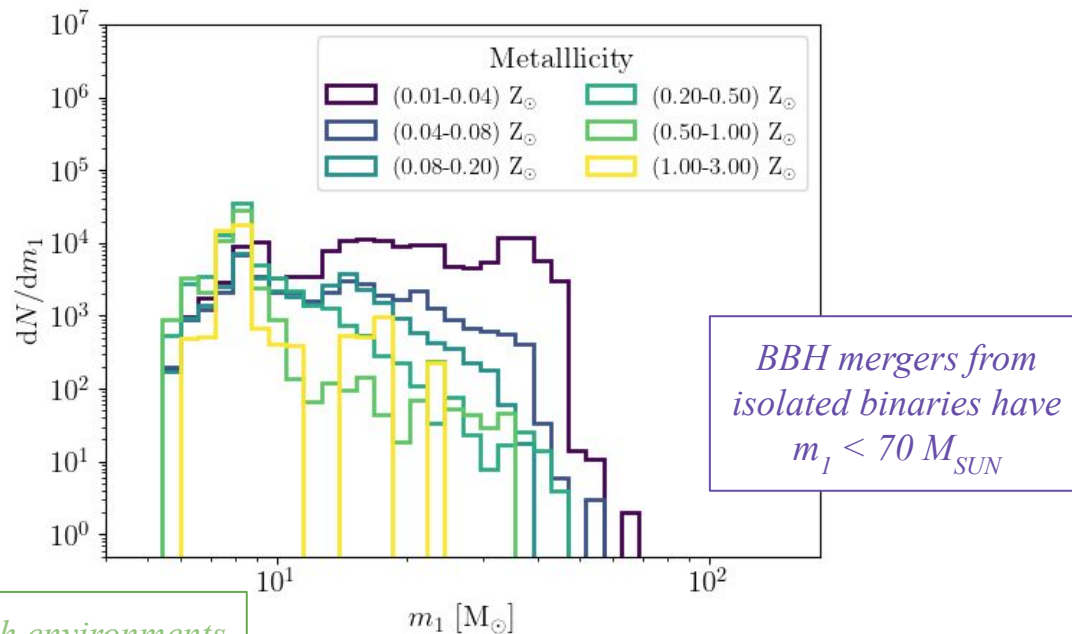 10^7
10^6
10^5
10^4
10^3
10^2
10^1
10^0
dN/dm_1
Metalllicity
(0.01-0.04) Z_⊙
(0.04-0.08) Z_⊙
(0.08-0.20) Z_⊙
(0.20-0.50) Z_⊙
(0.50-1.00) Z_⊙
(1.00-3.00) Z_⊙
BBH mergers from
isolated binaries have
m_1 < 70 M_SUN
10^1
10^2
m_1 [M_⊙]
environments